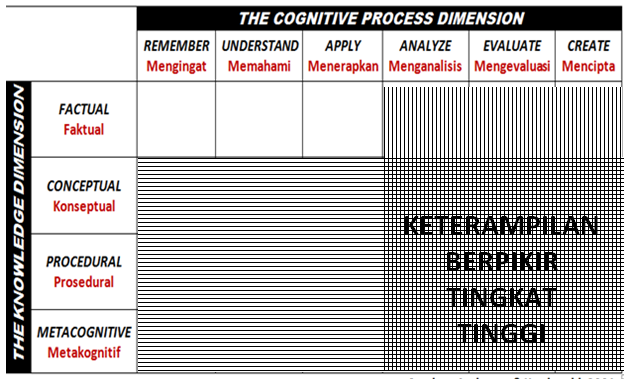 THE COGNITIVE PROCESS DIMENSION
REMEMBER UNDERSTAND APPLY ANALYZE EVALUATE CREATE
Mengingat Memahami Menerapkan Menganalisis Mengevaluasi Mencipta
THE KNOWLEDGE DIMENSION
FACTUAL
Faktual
CONCEPTUAL
Konseptual
PROCEDURAL
Prosedural
METACOGNITIVE
Metakognitif
KETERAMPILAN
BERPIKIR
TINGKAT
TINGGI